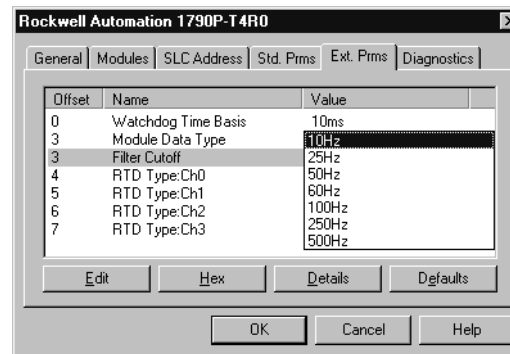 Rockwell Automation 1790P-T4R0
General Modules SLC Address Std. Prms Ext. Prms Diagnostics
Offset Name Value
0 Watchdog Time Basis 10ms
3 Module Data Type 10Hz
3 Filter Cutoff 25Hz
4 RTD Type:Ch0 50Hz
5 RTD Type:Ch1 60Hz
6 RTD Type:Ch2 100Hz
7 RTD Type:Ch3 250Hz
500Hz
Edit Hex Details Defaults
OK Cancel Help